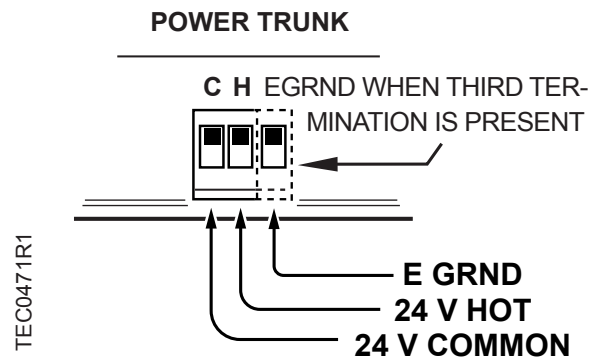 POWER TRUNK
C H EGRND WHEN THIRD TER-
MINATION IS PRESENT
E GRND
24 V HOT
24 V COMMON
TEC0471R1